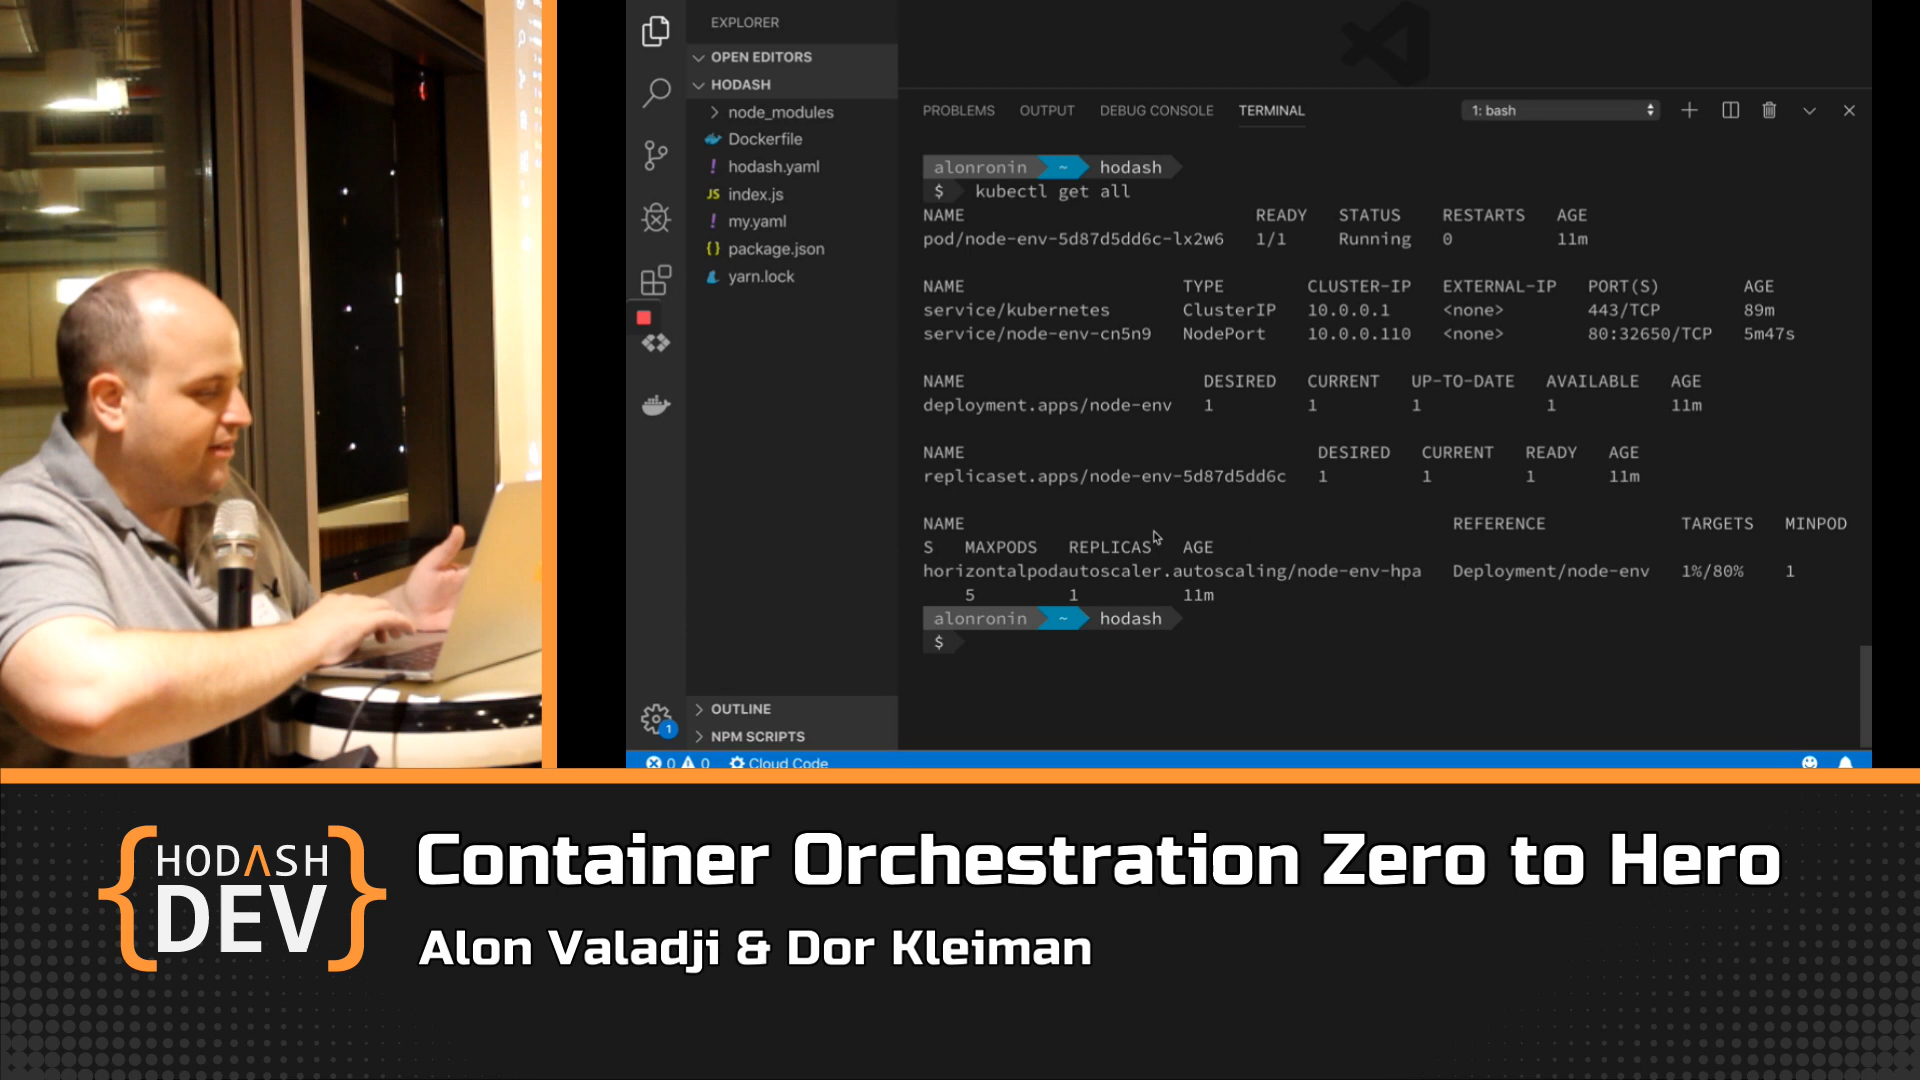 EXPLORER
OPEN EDITORS
HODASH
node_modules
Dockerfile
! hodash.yaml
JS index.js
! my.yaml
{} package.json
yarn.lock
OUTLINE
NPM SCRIPTS
1
0 0 Cloud Code
PROBLEMS OUTPUT DEBUG CONSOLE TERMINAL 1: bash
alonronin ~ hodash
$ kubectl get all
NAME READY STATUS RESTARTS AGE
pod/node-env-5d87d5dd6c-lx2w6 1/1 Running 0 11m
NAME TYPE CLUSTER-IP EXTERNAL-IP PORT(S) AGE
service/kubernetes ClusterIP 10.0.0.1 <none> 443/TCP 89m
service/node-env-cn5n9 NodePort 10.0.0.110 <none> 80:32650/TCP 5m47s
NAME DESIRED CURRENT UP-TO-DATE AVAILABLE AGE
deployment.apps/node-env 1 1 1 1 11m
NAME DESIRED CURRENT READY AGE
replicaset.apps/node-env-5d87d5dd6c 1 1 1 11m
NAME REFERENCE TARGETS MINPOD
S MAXPODS REPLICAS AGE
horizontalpodautoscaler.autoscaling/node-env-hpa Deployment/node-env 1%/80% 1
5 1 11m
alonronin ~ hodash
$
{HODASH
DEV}
Container Orchestration Zero to Hero
Alon Valadji & Dor Kleiman